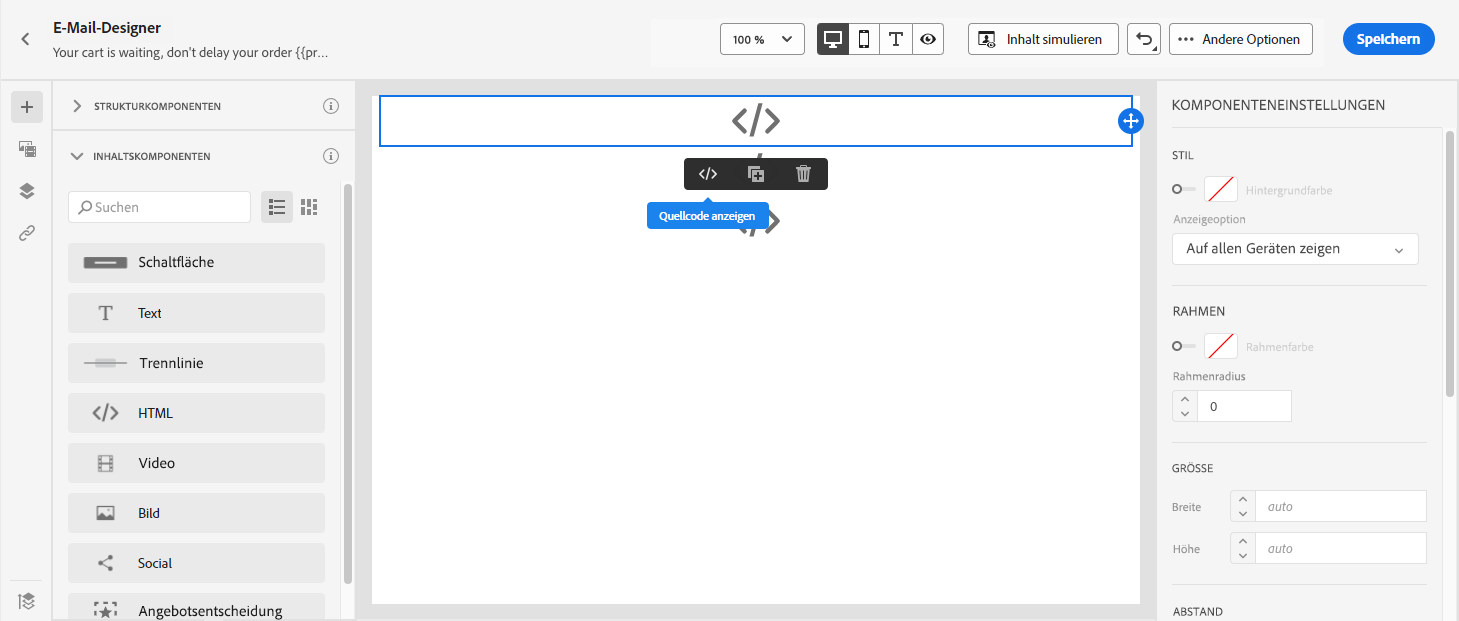 E-Mail-Designer
Your cart is waiting, don't delay your order {{pr...
100 %
Inhalt simulieren
Andere Optionen
Speichern
STRUKTURKOMPONENTEN
INHALTSKOMPONENTEN
Suchen
Schaltfläche
Text
Trennlinie
HTML
Video
Bild
Social
Angebotsentscheidung
Quellcode anzeigen
KOMPONENTENEINSTELLUNGEN
STIL
Hintergrundfarbe
Anzeigeoption
Auf allen Geräten zeigen
RAHMEN
Rahmenfarbe
Rahmenradius
0
GRÖSSE
Breite
auto
Höhe
auto
ABSTAND